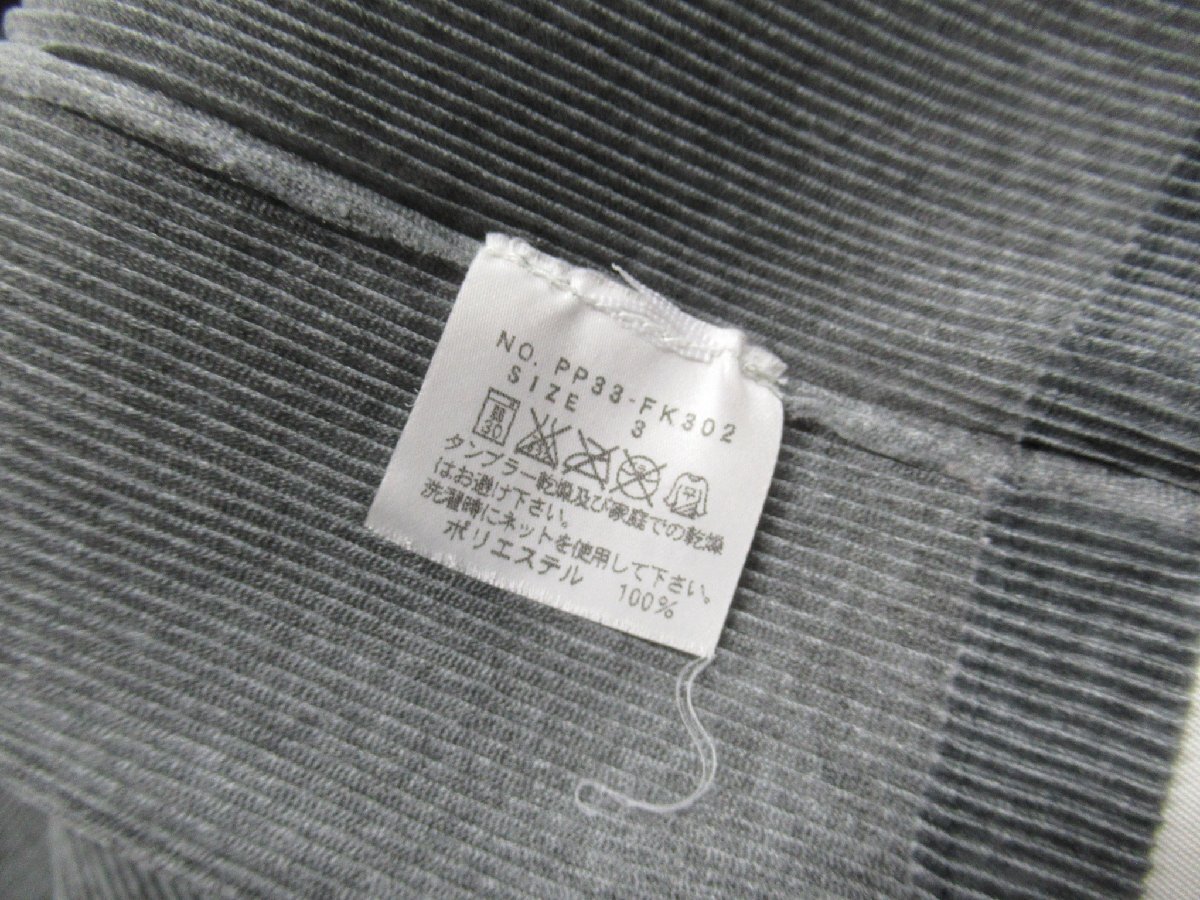 NO. PP33-FK302
SIZE 3
弱
30
タンブラー乾燥及び家庭での乾燥
はお避け下さい。
洗濯時にネットを使用して下さい。
ポリエステル 100%